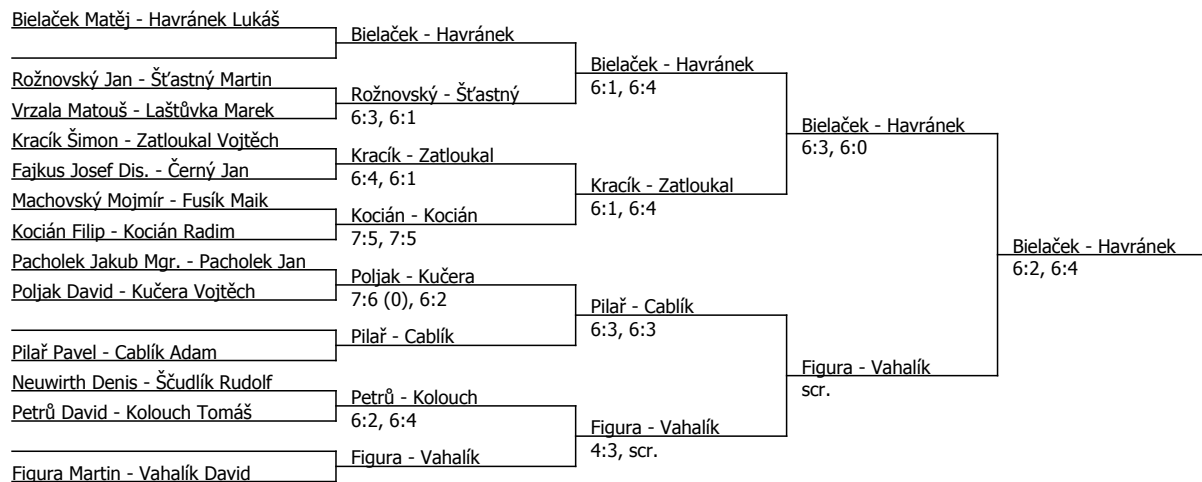 Bielaček Matěj - Havránek Lukáš
Bielaček - Havránek
Bielaček - Havránek
6:1, 6:4
Rožnovský Jan - Šťastný Martin
Rožnovský - Šťastný
6:3, 6:1
Vrzala Matouš - Laštůvka Marek
Bielaček - Havránek
6:3, 6:0
Kracík Šimon - Zatloukal Vojtěch
Kracík - Zatloukal
6:4, 6:1
Fajkus Josef Dis. - Černý Jan
Kracík - Zatloukal
6:1, 6:4
Machovský Mojmír - Fusík Maik
Kocián - Kocián
7:5, 7:5
Kocián Filip - Kocián Radim
Bielaček - Havránek
6:2, 6:4
Pacholek Jakub Mgr. - Pacholek Jan
Poljak - Kučera
7:6 (0), 6:2
Poljak David - Kučera Vojtěch
Pilař - Cablík
6:3, 6:3
Pilař - Cablík
Pilař Pavel - Cablík Adam
Figura - Vahalík
scr.
Neuwirth Denis - Ščudlík Rudolf
Petrů - Kolouch
6:2, 6:4
Petrů David - Kolouch Tomáš
Figura - Vahalík
4:3, scr.
Figura - Vahalík
Figura Martin - Vahalík David